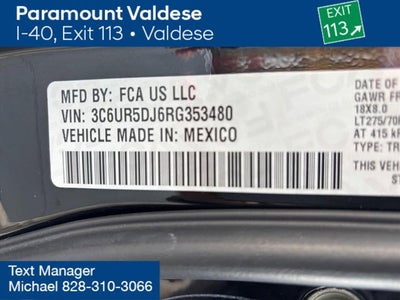 Paramount Valdese
I-40, Exit 113 • Valdese
EXIT
113
MFD BY: FCA US LLC
VIN: 3C6UR5DJ6RG353480
VEHICLE MADE IN: MEXICO
DATE OF
GAWR FR
18X8.0
LT275/70
AT 415 kP
TYPE: TR
THIS VEHIC
Text Manager
Michael 828-310-3066